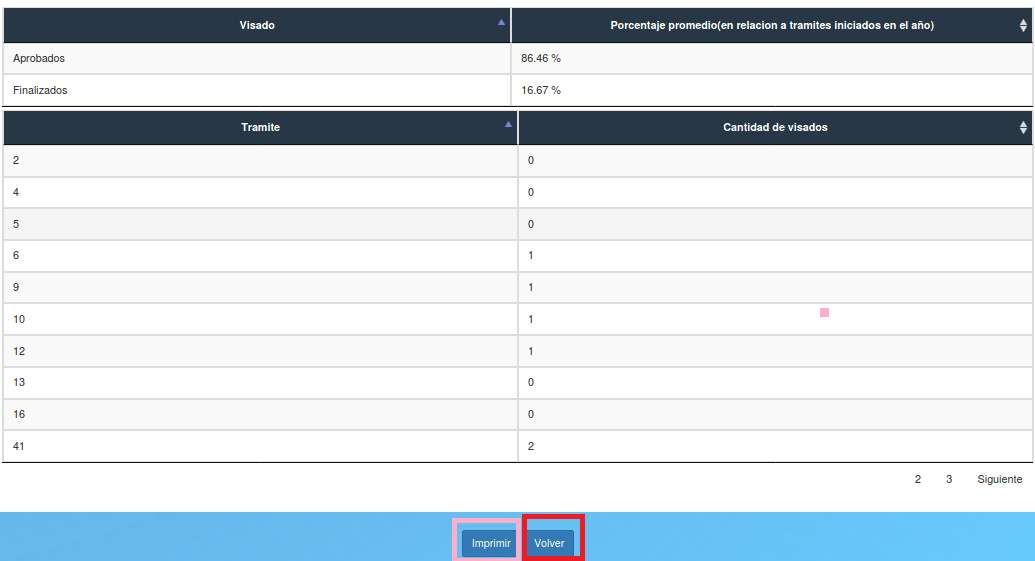 Visado Porcentaje promedio(en relacion a tramites iniciados en el año)
Aprobados 86.46 %
Finalizados 16.67 %
Tramite Cantidad de visados
2 0
4 0
5 0
6 1
9 1
10 1
12 1
13 0
16 0
41 2
2 3 Siguiente
Imprimir Volver